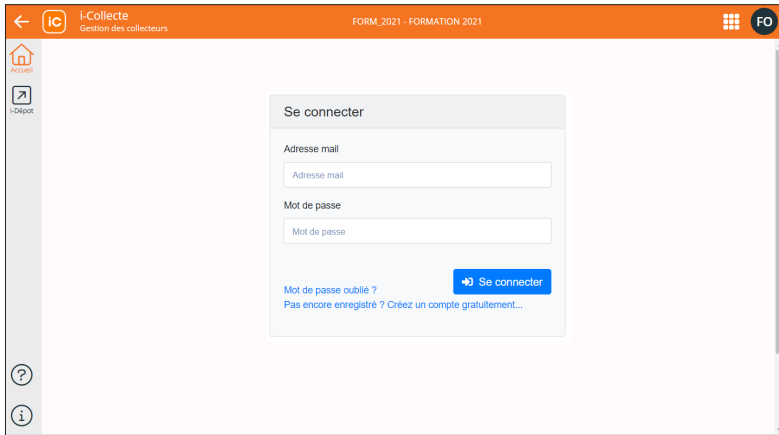 iC
i-Collecte
Gestion des collecteurs
FORM_2021 - FORMATION 2021
FO
Accueil
i-Dépot
Se connecter
Adresse mail
Adresse mail
Mot de passe
Mot de passe
Se connecter
Mot de passe oublié ?
Pas encore enregistré ? Créez un compte gratuitement...
?
i